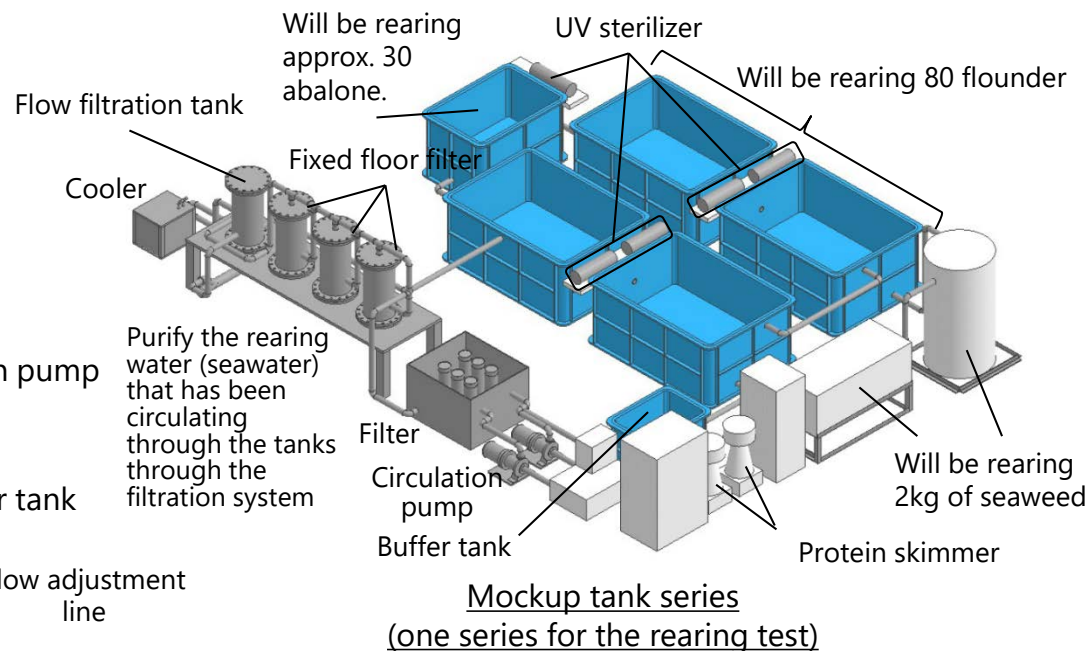 Will be rearing
approx. 30
abalone.
UV sterilizer
Will be rearing 80 flounder
Flow filtration tank
Fixed floor filter
Cooler
Purify the rearing
water (seawater)
that has been
circulating
through the tanks
through the
filtration system
pump
Filter
Circulation
pump
tank
Buffer tank
Will be rearing
2kg of seaweed
Protein skimmer
adjustment
line
Mockup tank series
(one series for the rearing test)